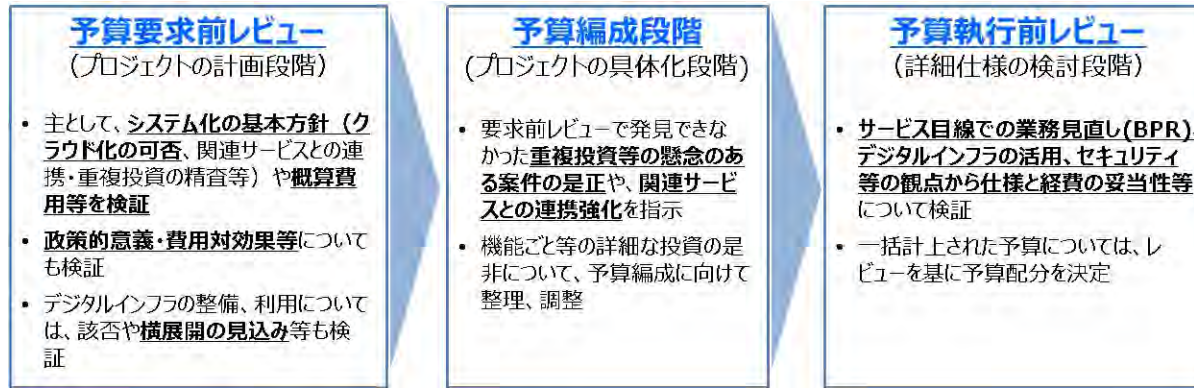 予算要求前レビュー
(プロジェクトの計画段階)
• 主として、システム化の基本方針(ク
ラウド化の可否、関連サービスとの連
携・重複投資の精査等)や概算費
用等を検証
• 政策的意義・費用対効果等について
も検証
• デジタルインフラの整備、利用について
は、該否や横展開の見込み等も検
証
予算編成段階
(プロジェクトの具体化段階)
• 要求前レビューで発見できな
かった重複投資等の懸念のあ
る案件の是正や、関連サービ
スとの連携強化を指示
• 機能ごと等の詳細な投資の是
非について、予算編成に向けて
整理、調整
予算執行前レビュー
(詳細仕様の検討段階)
• サービス目線での業務見直し(BPR)、
デジタルインフラの活用、セキュリティ
等の観点から仕様と経費の妥当性等
について検証
• 一括計上された予算については、レ
ビューを基に予算配分を決定